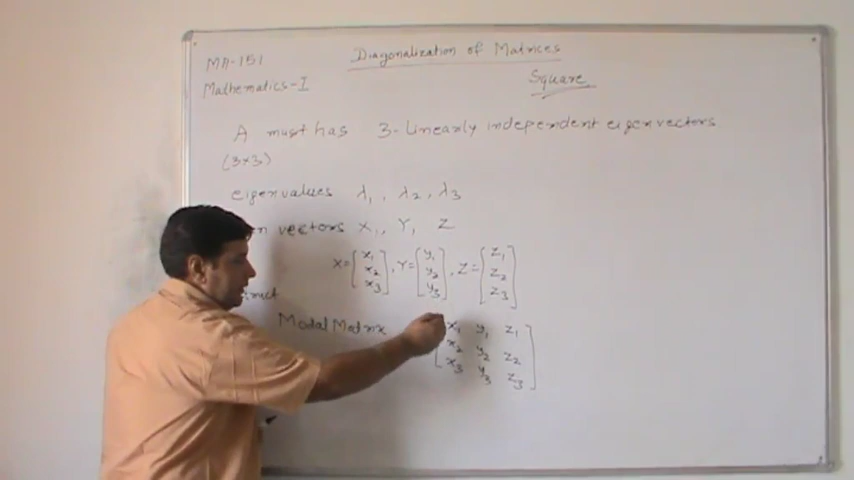 MA-151 Diagonalization of Matrices
Mathematics-I Square
A must has 3-linearly independent eigenvectors
(3×3)
eigenvalues λ1, λ2, λ3
vectors X, Y, Z
X = [x1 x2 x3], Y = [y1 y2 y3], Z = [z1 z2 z3]
Modal Matrix
x1 y1 z1
x2 y2 z2
x3 y3 z3